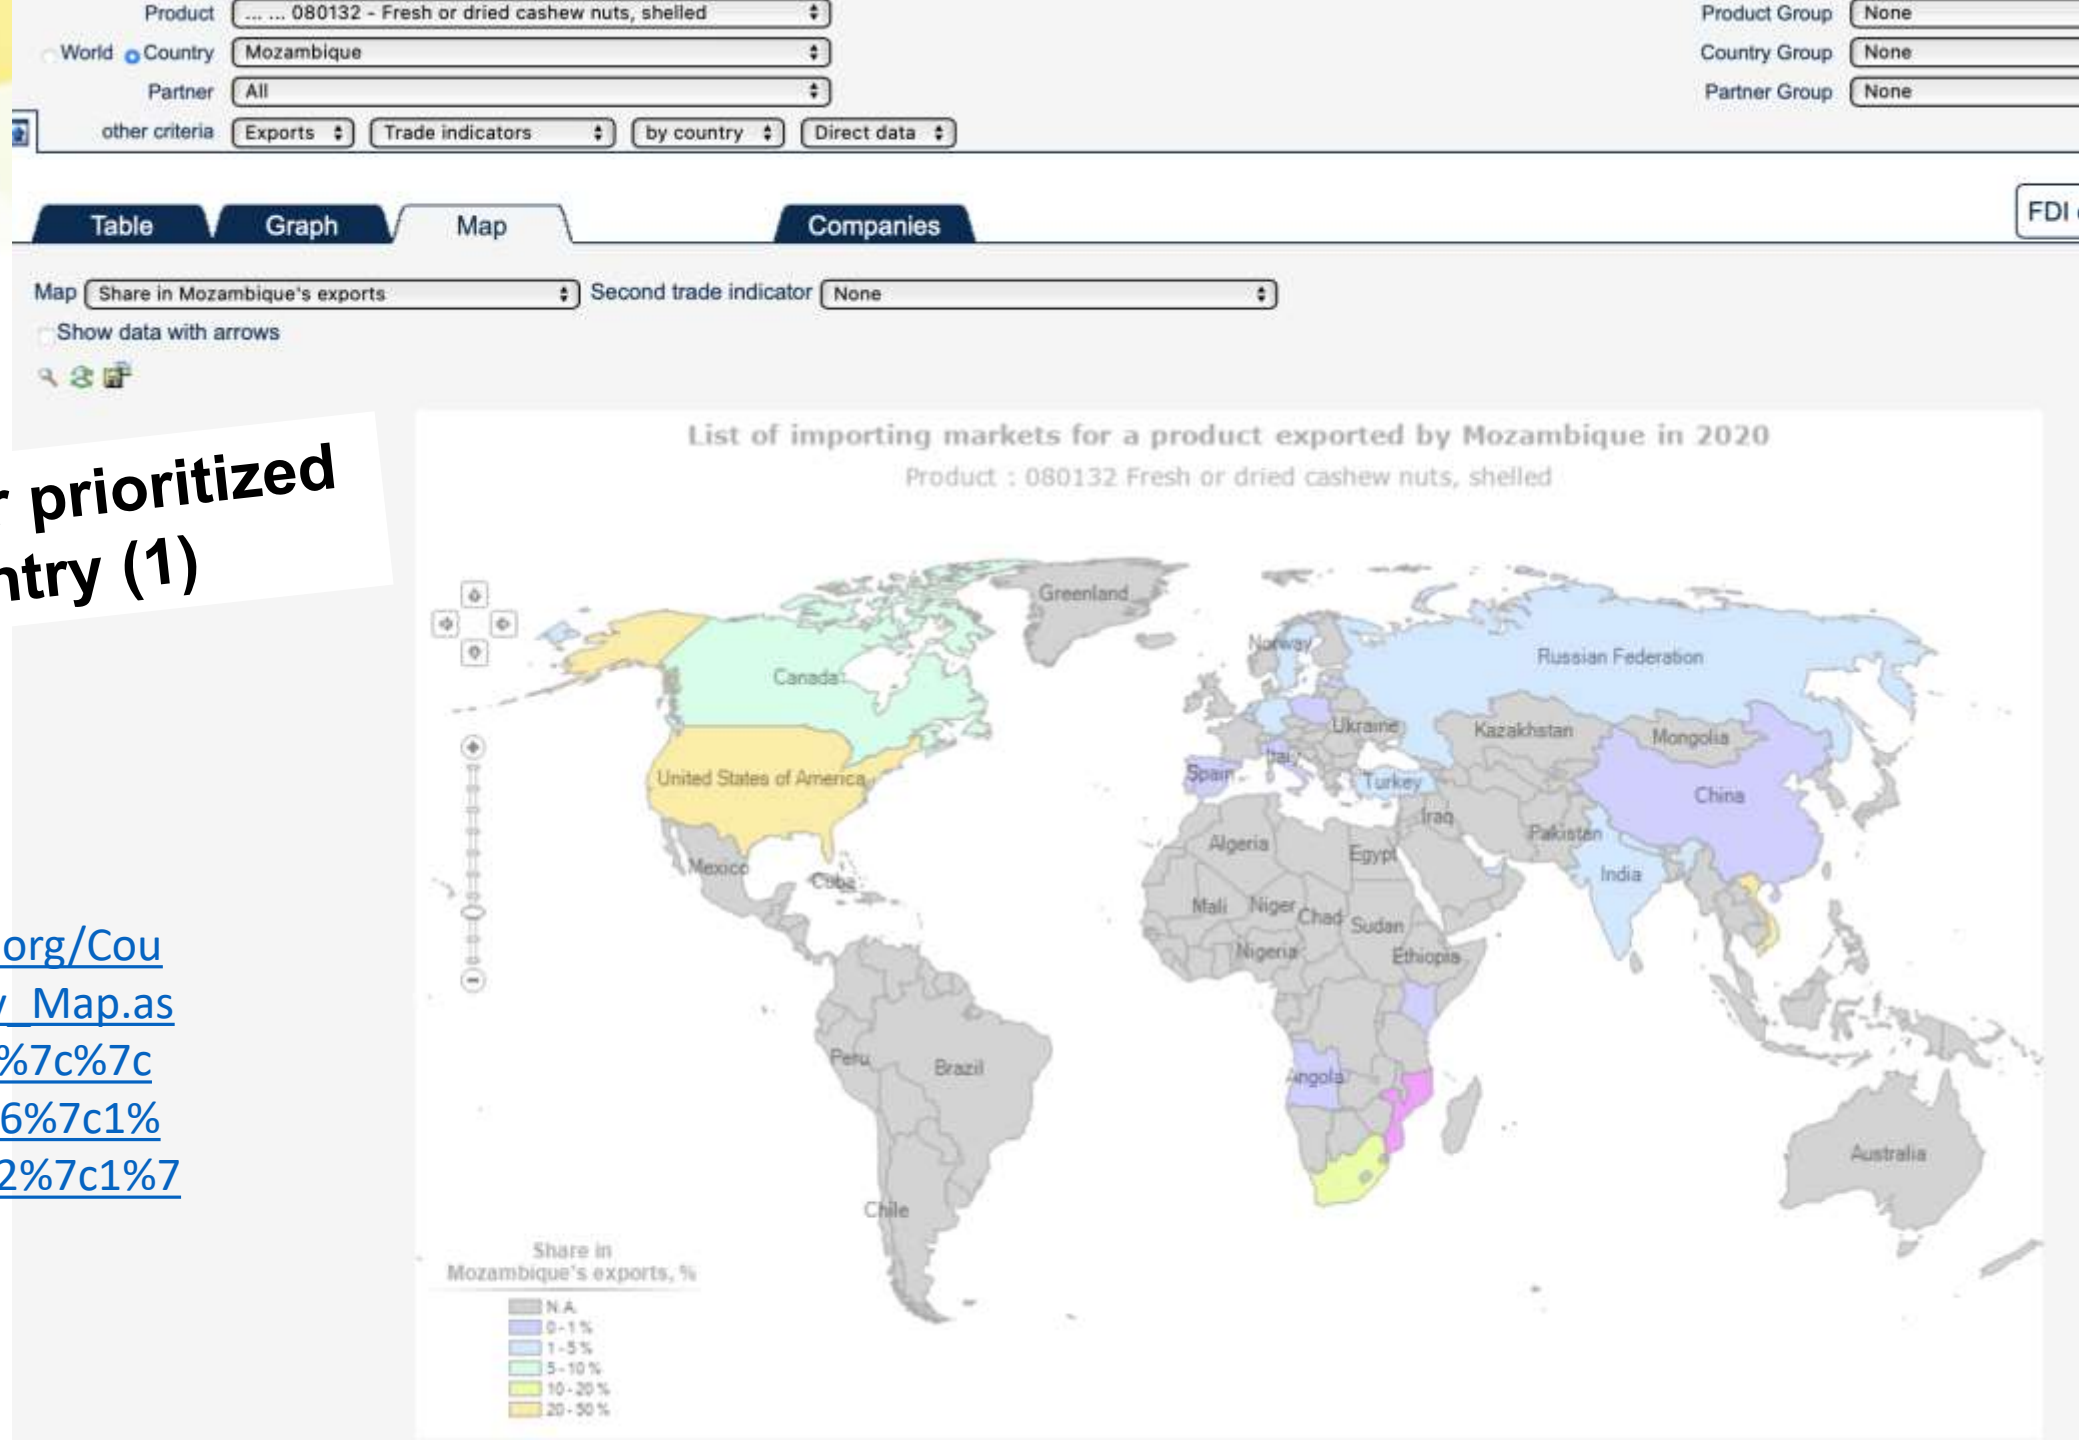 Product ... ... 080132 - Fresh or dried cashew nuts, shelled Product Group None
World Country Mozambique Country Group None
Partner All Partner Group None
other criteria Exports Trade indicators by country Direct data
Table Graph Map Companies FDI
Map Share in Mozambique's exports Second trade indicator None
Show data with arrows
List of importing markets for a product exported by Mozambique in 2020
Product : 080132 Fresh or dried cashew nuts, shelled
r prioritized
ntry (1)
org/Cou
y_Map.as
%7c%7c
6%7c1%
2%7c1%7
Greenland
Norway
Russian Federation
Canada
Ukraine
Kazakhstan
Mongolia
Italy
United States of America
Spain
Turkey
China
Iraq
Pakistan
Algeria
Egypt
Mexico
Cuba
India
Mali
Niger
Chad
Sudan
Nigeria
Ethiopia
Peru
Brazil
Angola
Australia
Chile
Share in
Mozambique's exports, %
N.A.
0 - 1 %
1 - 5 %
5 - 10 %
10 - 20 %
20 - 50 %